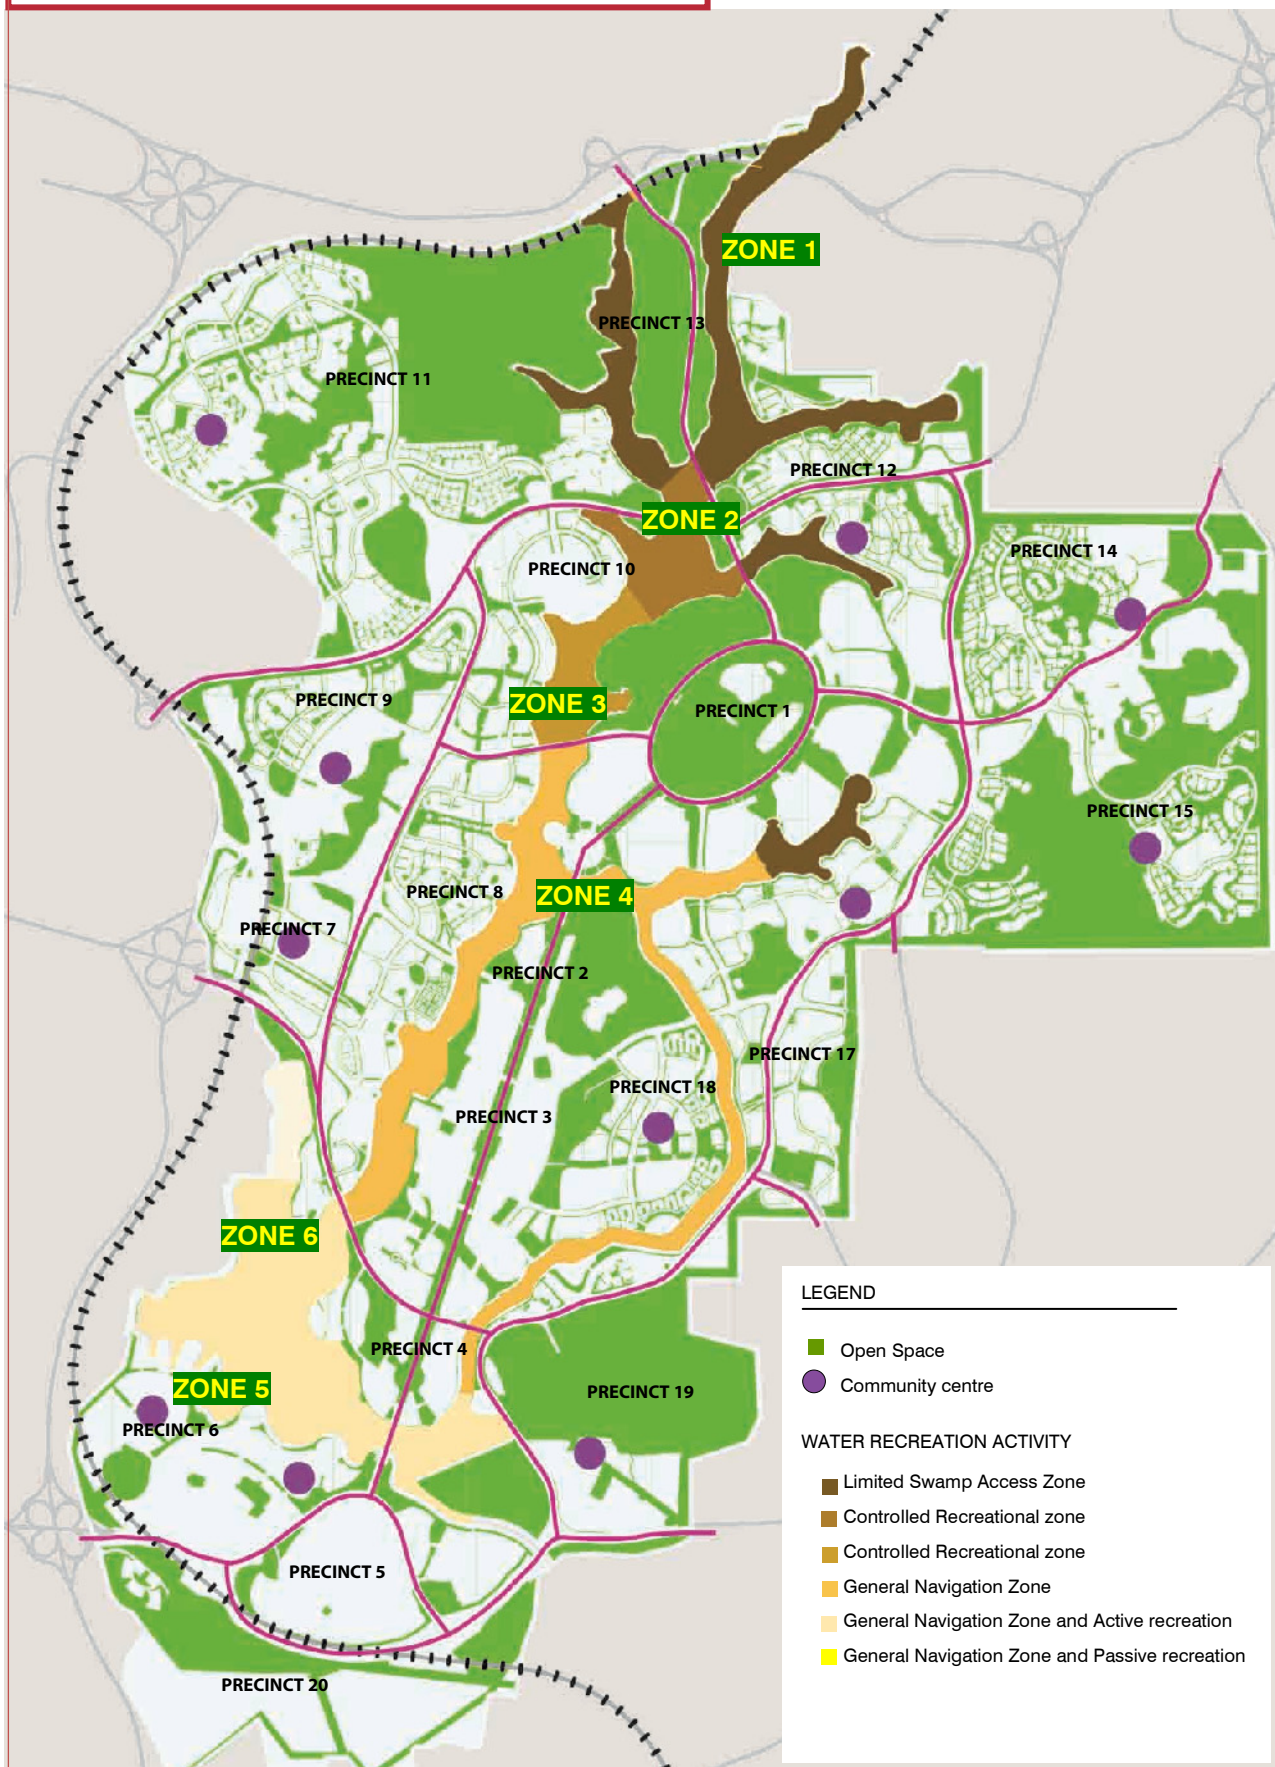 ZONE 1
PRECINCT 13
PRECINCT 11
PRECINCT 12
ZONE 2
PRECINCT 14
PRECINCT 10
PRECINCT 9
ZONE 3
PRECINCT 1
PRECINCT 15
PRECINCT 8
ZONE 4
PRECINCT 7
PRECINCT 2
PRECINCT 17
PRECINCT 18
PRECINCT 3
ZONE 6
PRECINCT 4
ZONE 5
PRECINCT 19
PRECINCT 6
PRECINCT 5
PRECINCT 20
LEGEND
Open Space
Community centre
WATER RECREATION ACTIVITY
Limited Swamp Access Zone
Controlled Recreational zone
Controlled Recreational zone
General Navigation Zone
General Navigation Zone and Active recreation
General Navigation Zone and Passive recreation